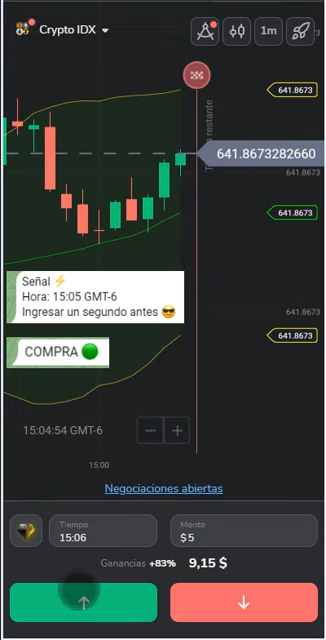 Crypto IDX
1m
641.8673
641.8673282660
641.8673
641.8673
Señal ⚡
Hora: 15:05 GMT-6
Ingresar un segundo antes 😎
641.8673
641.8673
COMPRA 🟢
15:04:54 GMT-6
15:00
Negociaciones abiertas
Tiempo
15:06
Monto
$5
Ganancias +83% 9,15 $